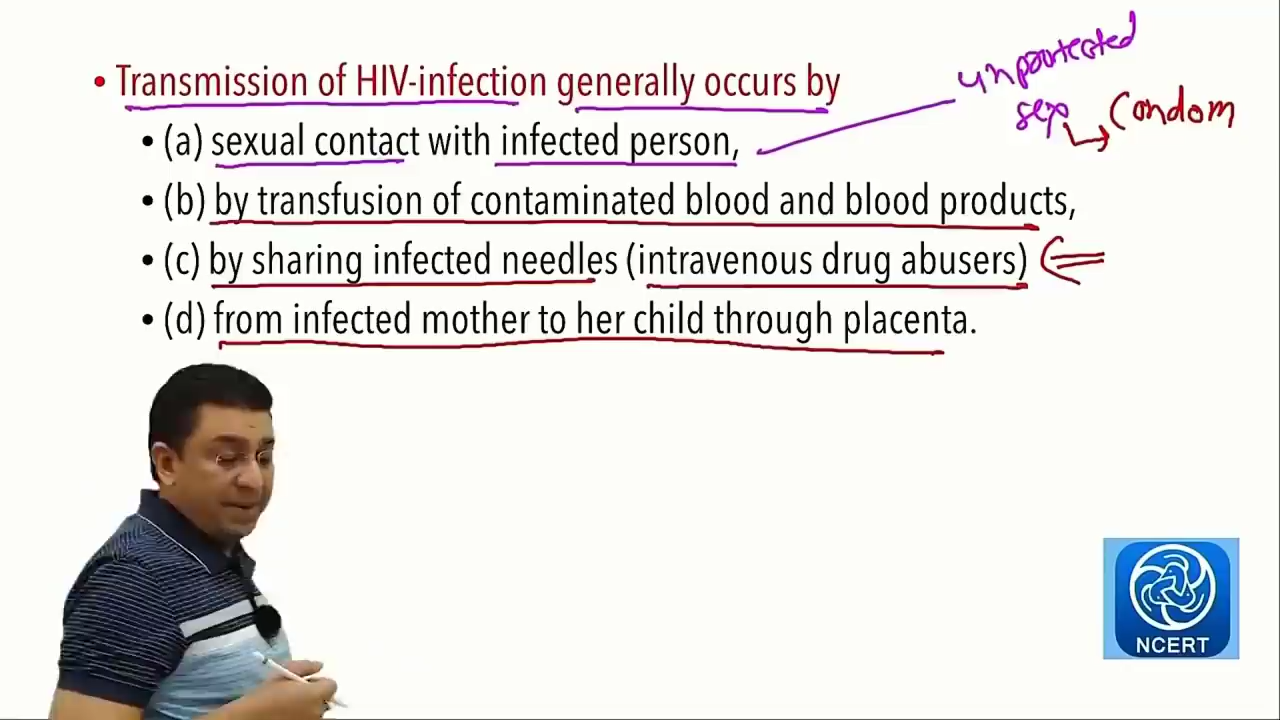 • Transmission of HIV-infection generally occurs by
• (a) sexual contact with infected person,
• (b) by transfusion of contaminated blood and blood products,
• (c) by sharing infected needles (intravenous drug abusers)
• (d) from infected mother to her child through placenta.
unportected
sex
Condom
NCERT